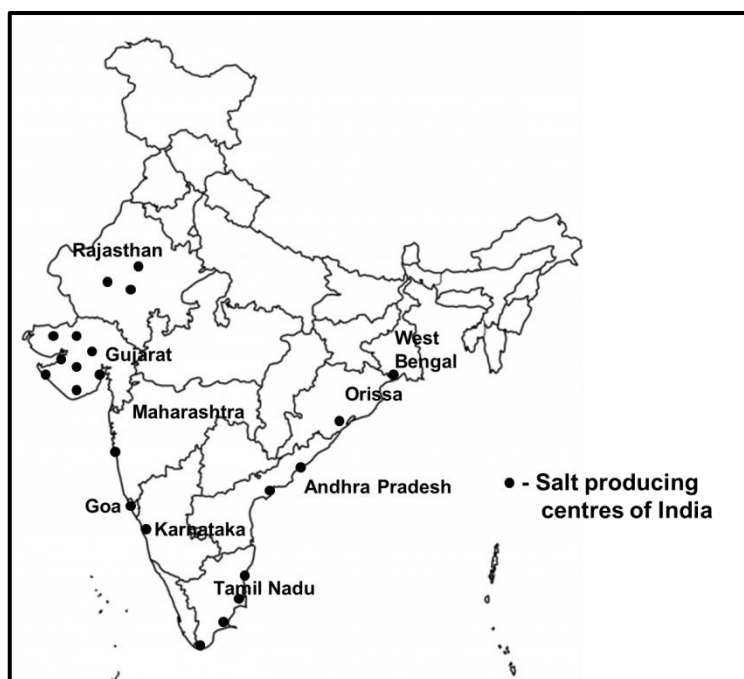 Rajasthan
Gujarat
West
Bengal
Orissa
Maharashtra
Andhra Pradesh
- Salt producing
centres of India
Goa
Karnataka
Tamil Nadu